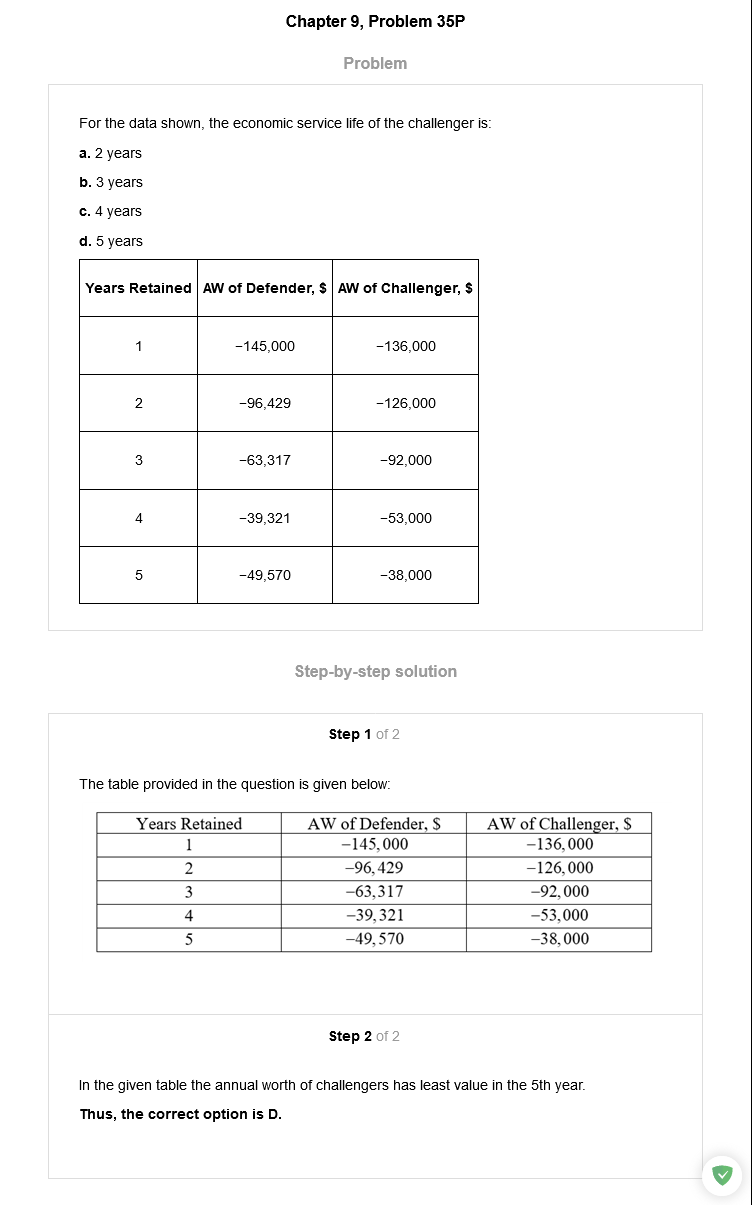 Chapter 9, Problem 35P
Problem
For the data shown, the economic service life of the challenger is:
a. 2 years
b. 3 years
c. 4 years
d. 5 years
Years Retained AW of Defender, $ AW of Challenger, $
1 −145,000 −136,000
2 −96,429 −126,000
3 −63,317 −92,000
4 −39,321 −53,000
5 −49,570 −38,000
Step-by-step solution
Step 1 of 2
The table provided in the question is given below:
Years Retained AW of Defender, $ AW of Challenger, $
1 −145,000 −136,000
2 −96,429 −126,000
3 −63,317 −92,000
4 −39,321 −53,000
5 −49,570 −38,000
Step 2 of 2
In the given table the annual worth of challengers has least value in the 5th year.
Thus, the correct option is D.